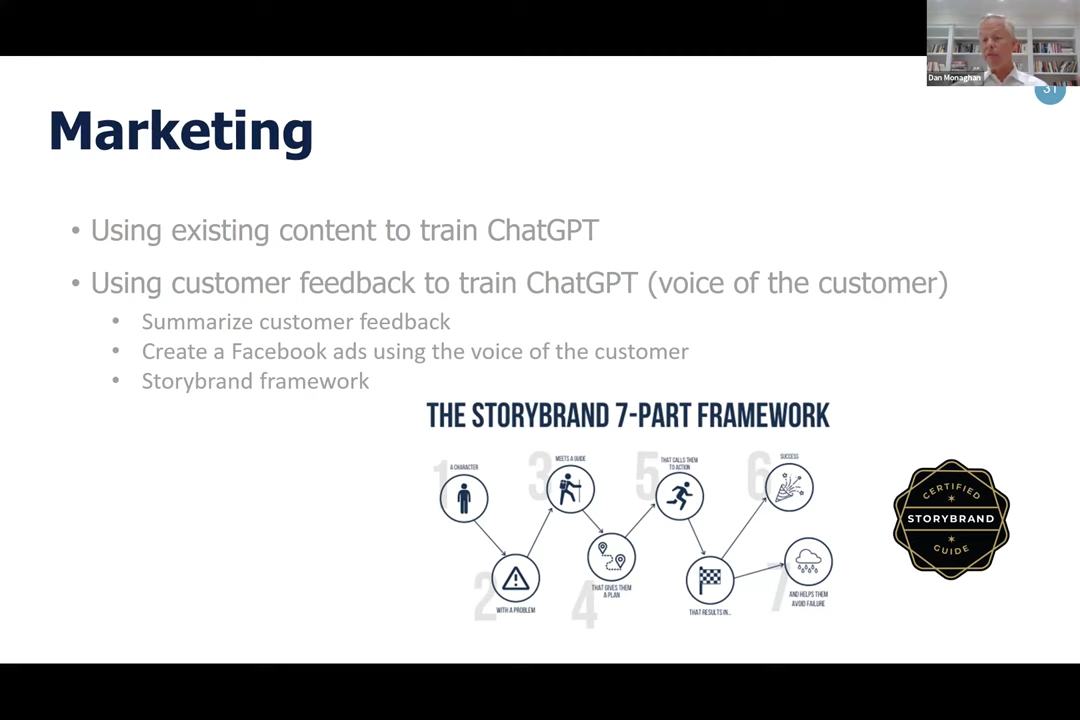 Dan Monaghan
31
Marketing
• Using existing content to train ChatGPT
• Using customer feedback to train ChatGPT (voice of the customer)
• Summarize customer feedback
• Create a Facebook ads using the voice of the customer
• Storybrand framework
THE STORYBRAND 7-PART FRAMEWORK
1
A CHARACTER
2
WITH A PROBLEM
3
MEETS A GUIDE
4
THAT GIVES THEM
A PLAN
5
THAT CALLS THEM
TO ACTION
THAT RESULTS IN...
6
SUCCESS
7
AND HELPS THEM
AVOID FAILURE
CERTIFIED
STORYBRAND
GUIDE